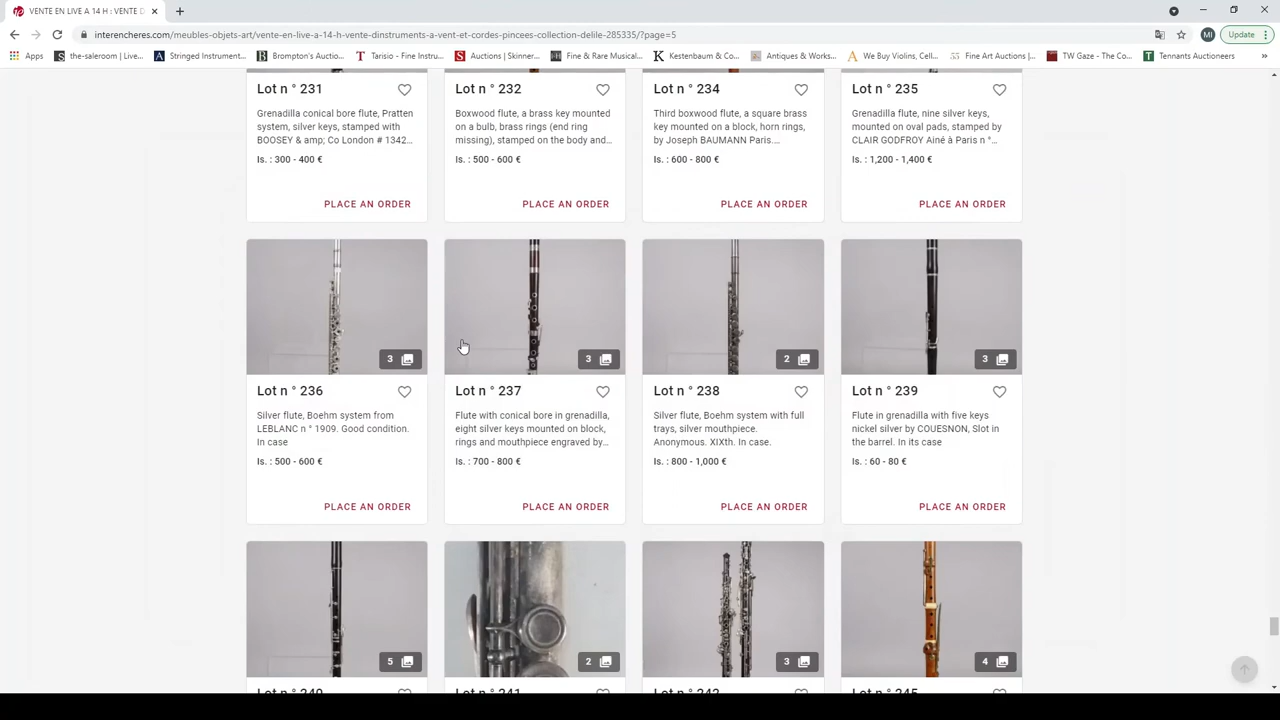 VENTE EN LIVE A 14 H : VENTE D
interencheres.com/meubles-objets-art/vente-en-live-a-14-h-vente-dinstruments-a-vent-et-cordes-pincees-collection-delile-285335/?page=5
MI
Update
Apps
the-saleroom | Live...
Stringed Instrument...
Brompton's Auctio...
Tarisio - Fine Instru...
Auctions | Skinner...
Fine & Rare Musical...
Kestenbaum & Co...
Antiques & Works...
We Buy Violins, Cell...
Fine Art Auctions |...
TW Gaze - The Co...
Tennants Auctioneers
Lot n ° 231
Grenadilla conical bore flute, Pratten
system, silver keys, stamped with
BOOSEY & amp; Co London # 1342...
Is. : 300 - 400 €
PLACE AN ORDER
Lot n ° 232
Boxwood flute, a brass key mounted
on a bulb, brass rings (end ring
missing), stamped on the body and...
Is. : 500 - 600 €
PLACE AN ORDER
Lot n ° 234
Third boxwood flute, a square brass
key mounted on a block, horn rings,
by Joseph BAUMANN Paris....
Is. : 600 - 800 €
PLACE AN ORDER
Lot n ° 235
Grenadilla flute, nine silver keys,
mounted on oval pads, stamped by
CLAIR GODFROY Ainé à Paris n °...
Is. : 1,200 - 1,400 €
PLACE AN ORDER
3
Lot n ° 236
Silver flute, Boehm system from
LEBLANC n ° 1909. Good condition.
In case
Is. : 500 - 600 €
PLACE AN ORDER
3
Lot n ° 237
Flute with conical bore in grenadilla,
eight silver keys mounted on block,
rings and mouthpiece engraved by...
Is. : 700 - 800 €
PLACE AN ORDER
2
Lot n ° 238
Silver flute, Boehm system with full
trays, silver mouthpiece.
Anonymous. XIXth. In case.
Is. : 800 - 1,000 €
PLACE AN ORDER
3
Lot n ° 239
Flute in grenadilla with five keys
nickel silver by COUESNON, Slot in
the barrel. In its case
Is. : 60 - 80 €
PLACE AN ORDER
5
Lot n ° 240
2
Lot n ° 241
3
Lot n ° 243
4
Lot n ° 245